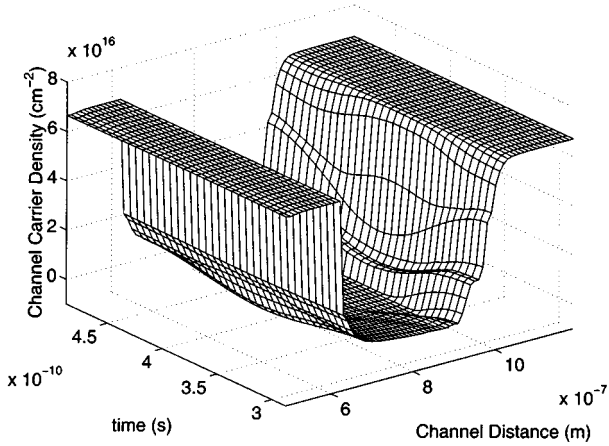 x 10^16
8
6
4
2
0
Channel Carrier Density (cm^-2)
4.5
4
3.5
3
x 10^-10
time (s)
6
8
10
x 10^-7
Channel Distance (m)